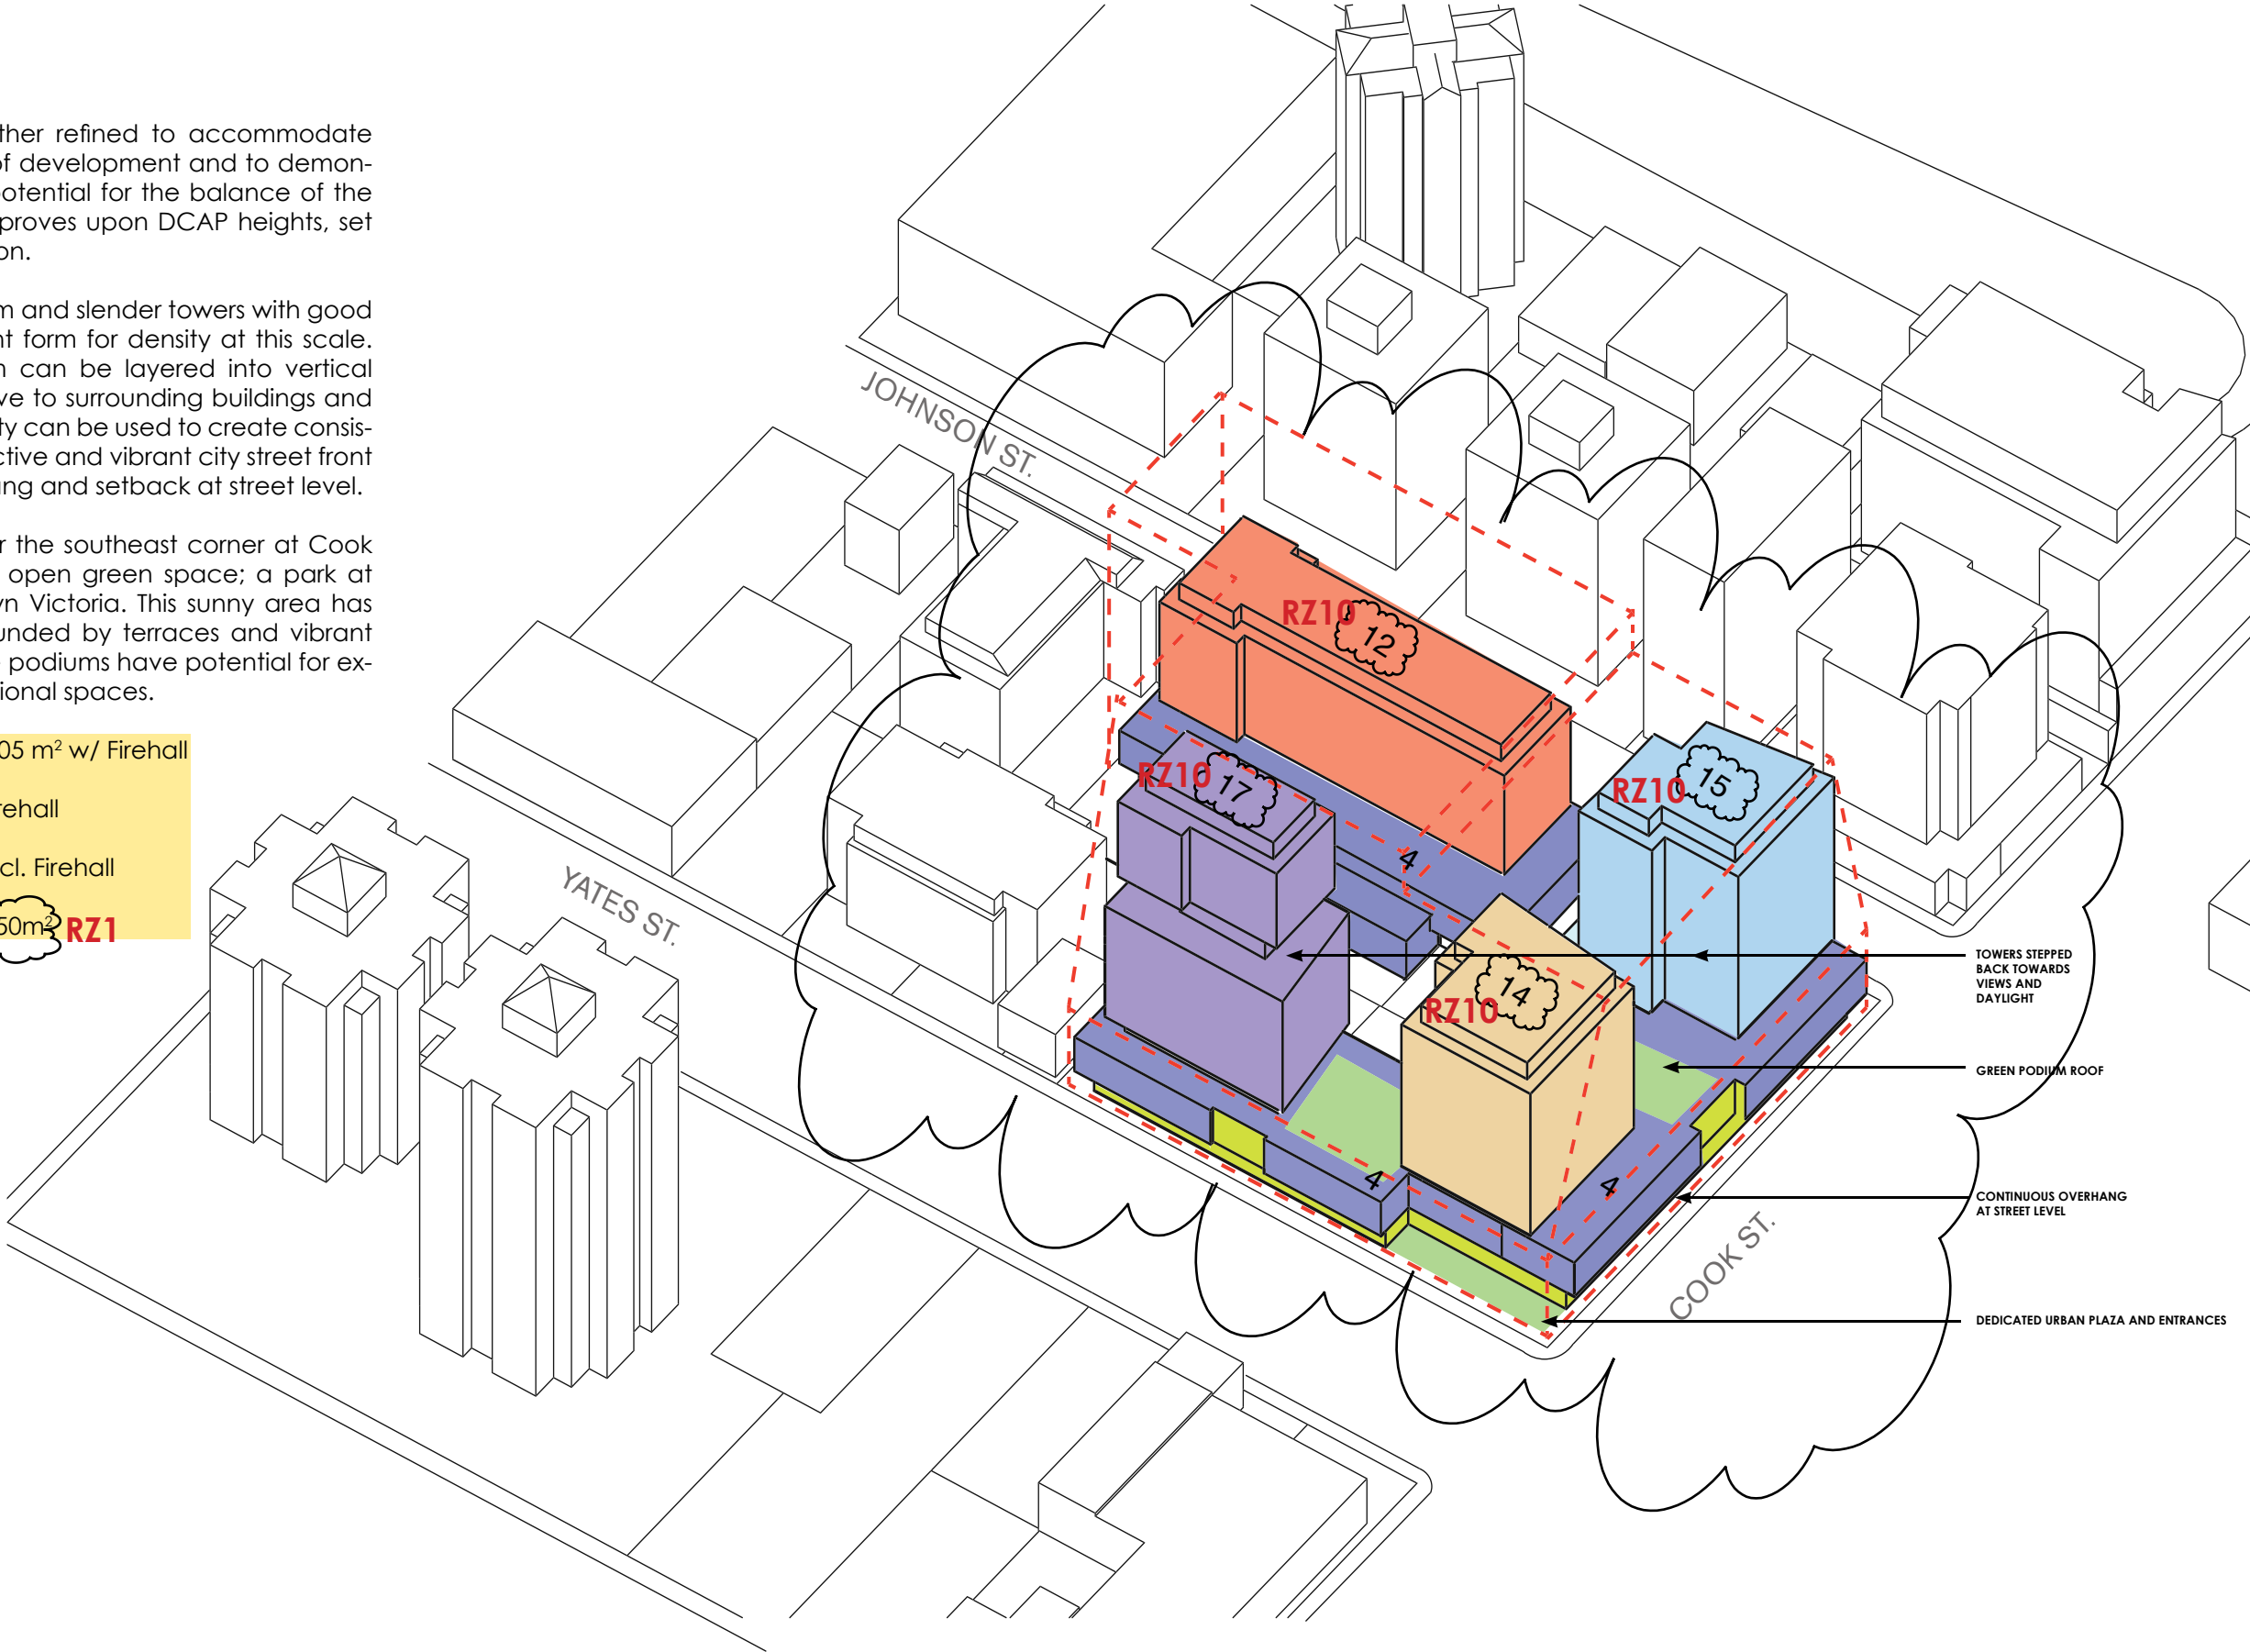 ther refined to accommodate
of development and to demon-
potential for the balance of the
proves upon DCAP heights, set
on.
m and slender towers with good
nt form for density at this scale.
n can be layered into vertical
ve to surrounding buildings and
ty can be used to create consis-
ctive and vibrant city street front
ang and setback at street level.
r the southeast corner at Cook
open green space; a park at
wn Victoria. This sunny area has
unded by terraces and vibrant
podiums have potential for ex-
ional spaces.
05 m² w/ Firehall
rehall
cl. Firehall
50m² RZ1
JOHNSON ST.
YATES ST.
COOK ST.
RZ10 12
RZ10 17
RZ10 15
RZ10 14
4
4
4
TOWERS STEPPED
BACK TOWARDS
VIEWS AND
DAYLIGHT
GREEN PODIUM ROOF
CONTINUOUS OVERHANG
AT STREET LEVEL
DEDICATED URBAN PLAZA AND ENTRANCES